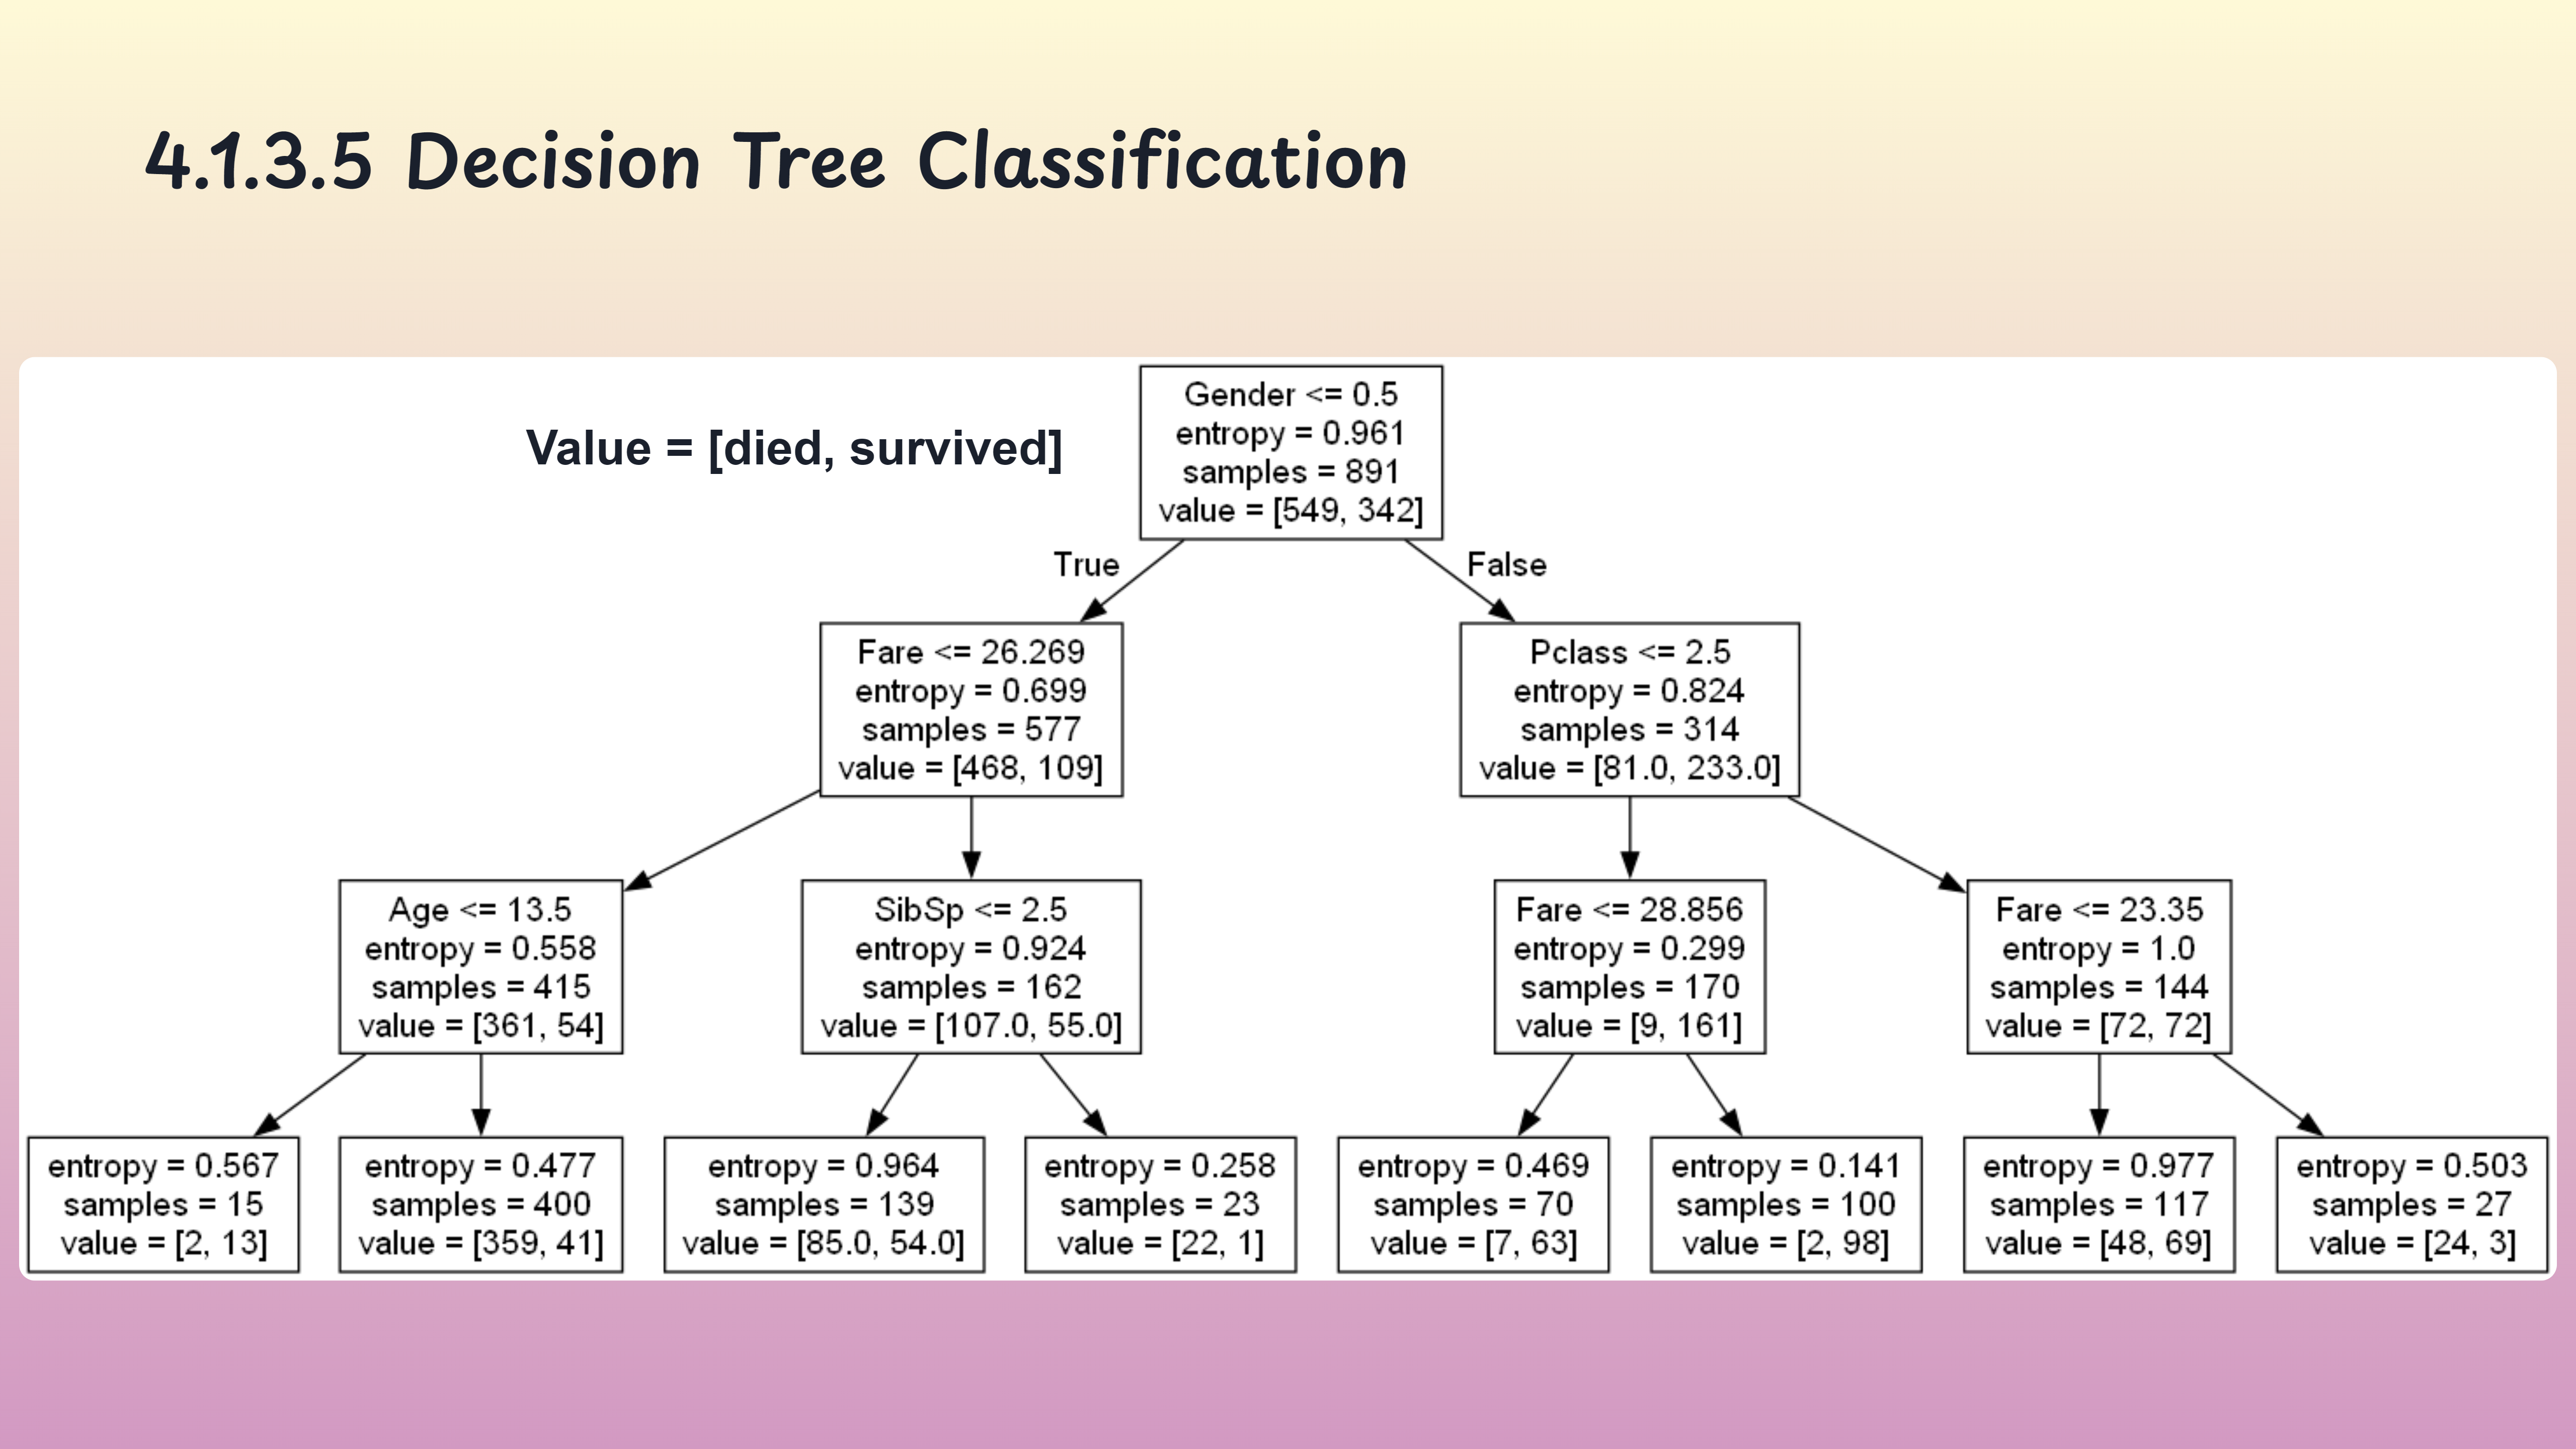 4.1.3.5 Decision Tree Classification
Value = [died, survived]
Gender <= 0.5
entropy = 0.961
samples = 891
value = [549, 342]
True
False
Fare <= 26.269
entropy = 0.699
samples = 577
value = [468, 109]
Pclass <= 2.5
entropy = 0.824
samples = 314
value = [81.0, 233.0]
Age <= 13.5
entropy = 0.558
samples = 415
value = [361, 54]
SibSp <= 2.5
entropy = 0.924
samples = 162
value = [107.0, 55.0]
Fare <= 28.856
entropy = 0.299
samples = 170
value = [9, 161]
Fare <= 23.35
entropy = 1.0
samples = 144
value = [72, 72]
entropy = 0.567
samples = 15
value = [2, 13]
entropy = 0.477
samples = 400
value = [359, 41]
entropy = 0.964
samples = 139
value = [85.0, 54.0]
entropy = 0.258
samples = 23
value = [22, 1]
entropy = 0.469
samples = 70
value = [7, 63]
entropy = 0.141
samples = 100
value = [2, 98]
entropy = 0.977
samples = 117
value = [48, 69]
entropy = 0.503
samples = 27
value = [24, 3]